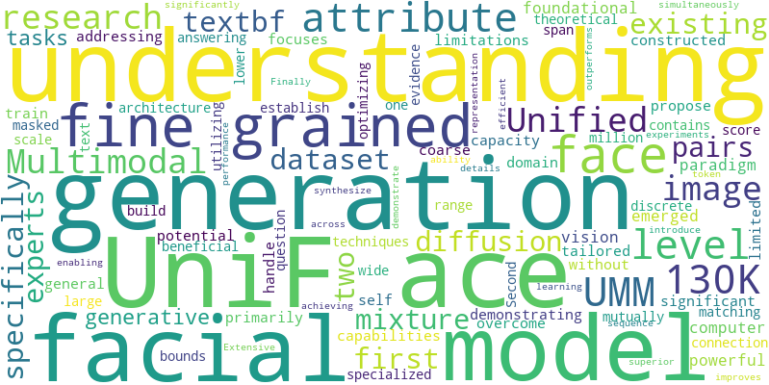 significantly simultaneously
research textbf attribute foundational theoretical existing
tasks addressing answering focuses limitations span constructed
understanding
lower Finally evidence outperforms
train architecture establish optimizing one representation efficient propose
masked fine grained Unified contains experiments
scale text utilizing performance coarse capacity million score
Multimodal dataset face pairs
ability details domain paradigm
specifically experts generation image
synthesize demonstrate token discrete
build across range emerged introduce limited
potential question techniques diffusion vision level
beneficial handle wide tailored without
enabling UniF ace learning UMM 130K
general two self Second significant matching
large achieving demonstrating mutually computer
generative primarily mixture overcome sequence connection
facial model
bounds first capabilities powerful
Extensive specialized superior improves